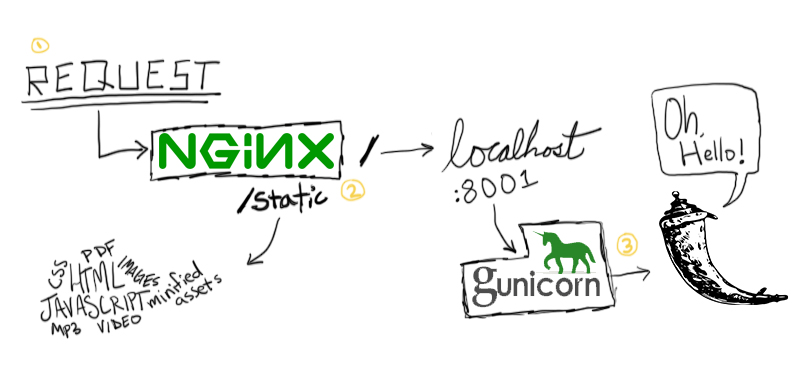 1
REQUEST
NGINX /
/static 2
localhost
:8001
Oh,
Hello!
3
gunicorn
PDF
CSS
HTML
IMAGES
JAVASCRIPT
minified
assets
MP3
VIDEO